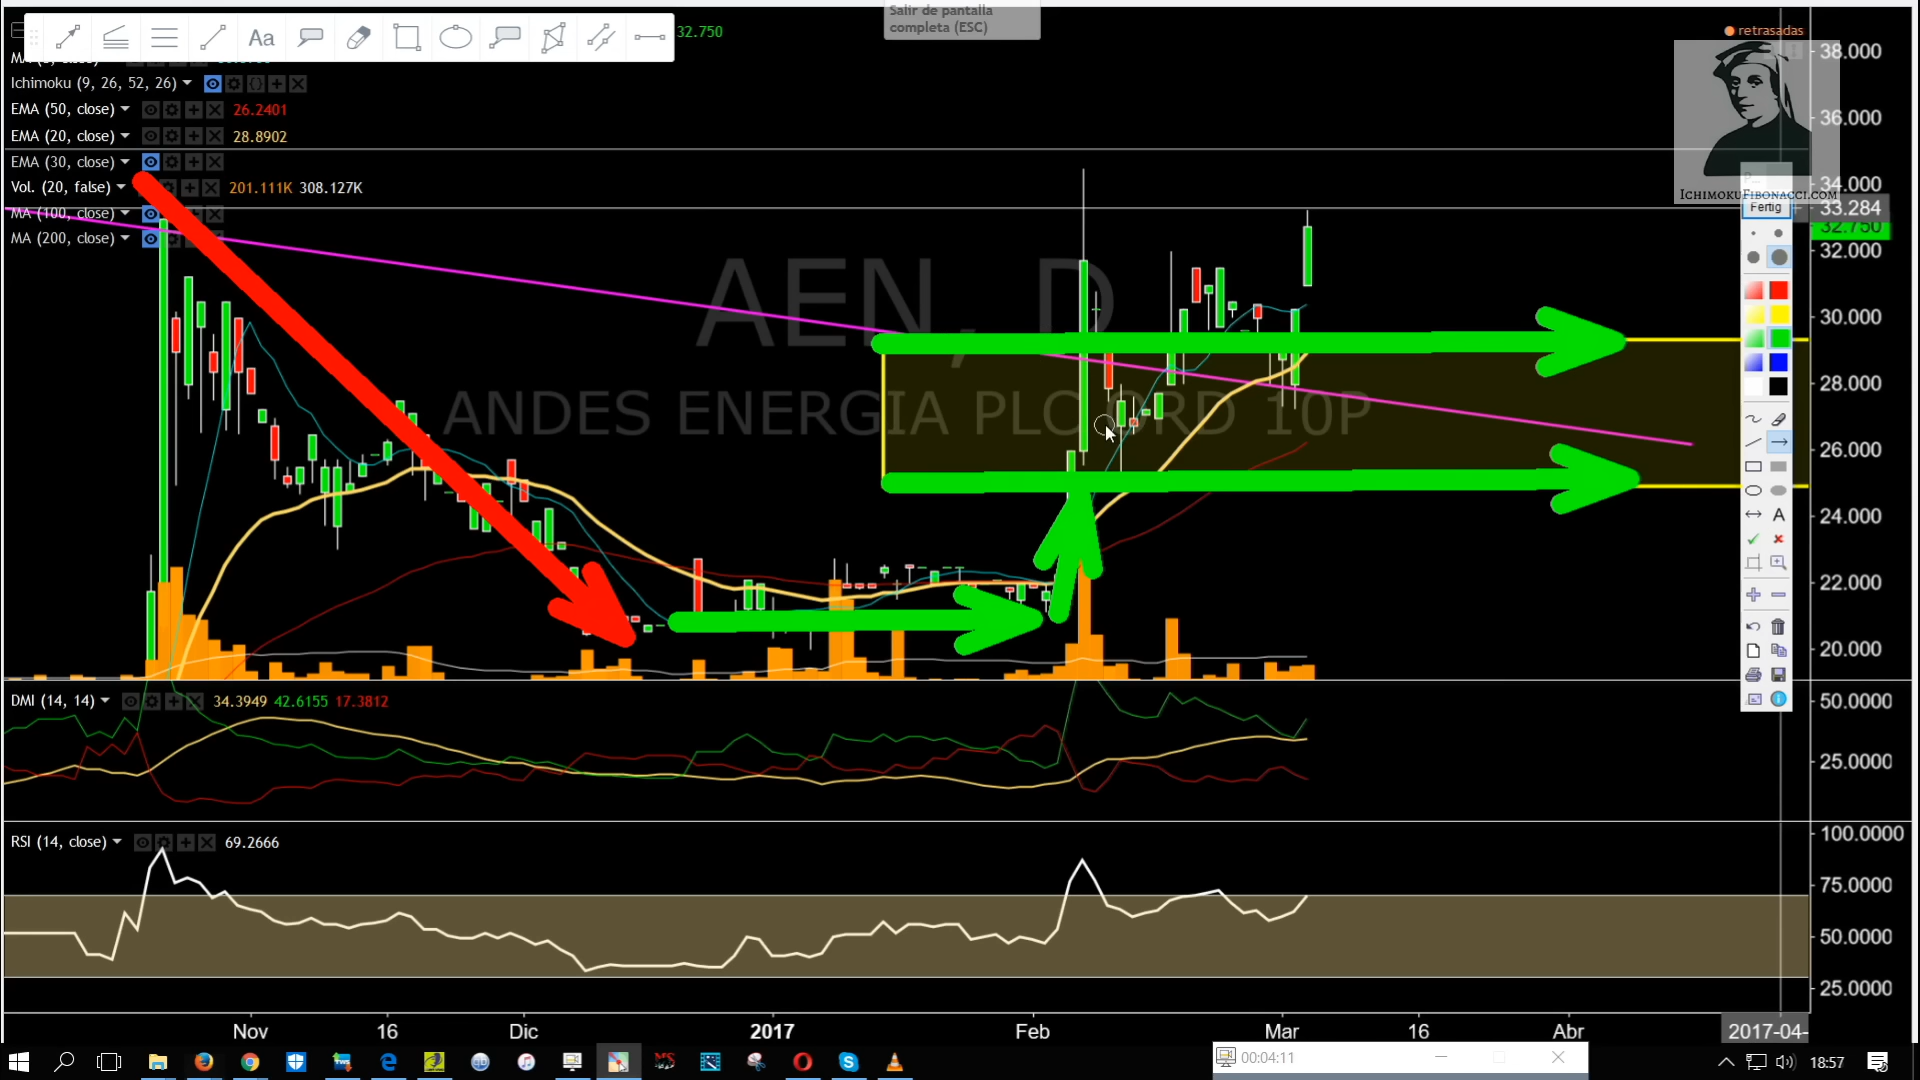 Salir de pantalla
completa (ESC)
Aa
32.750
retrasadas
38.000
Ichimoku (9, 26, 52, 26)
EMA (50, close) 26.2401
36.000
EMA (20, close) 28.8902
EMA (30, close)
Vol. (20, false) 201.111K 308.127K
34.000
ICHIMOKUFIBONACCI.COM
Fertig
33.284
MA (100, close)
32.750
MA (200, close)
32.000
AEN, D
30.000
28.000
ANDES ENERGIA PLC ORD 10P
26.000
24.000
A
22.000
20.000
DMI (14, 14) 34.3949 42.6155 17.3812
50.0000
25.0000
RSI (14, close) 69.2666
100.0000
75.0000
50.0000
25.0000
Nov 16 Dic 2017 Feb Mar 16 Abr 2017-04-
00:04:11
18:57